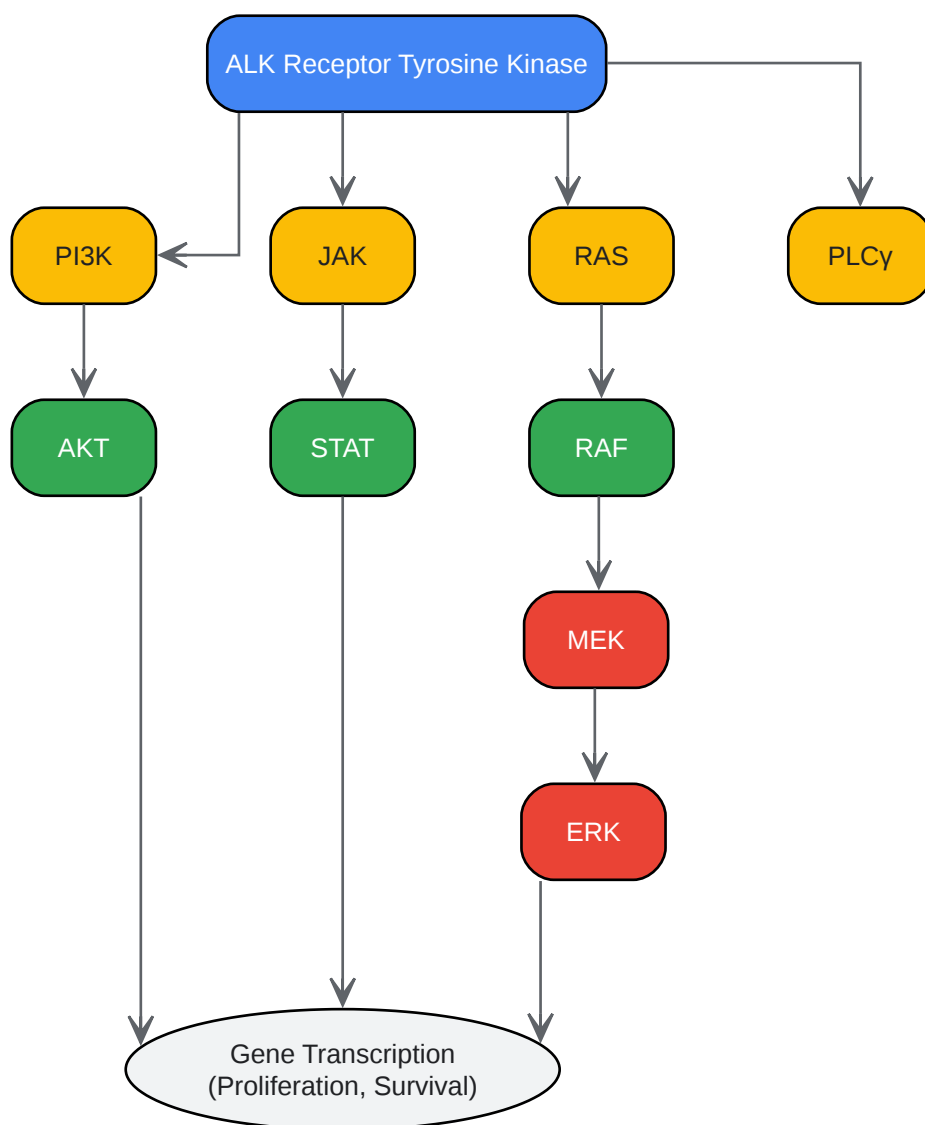 ALK Receptor Tyrosine Kinase
PI3K
JAK
RAS
PLCγ
AKT
STAT
RAF
MEK
ERK
Gene Transcription
(Proliferation, Survival)